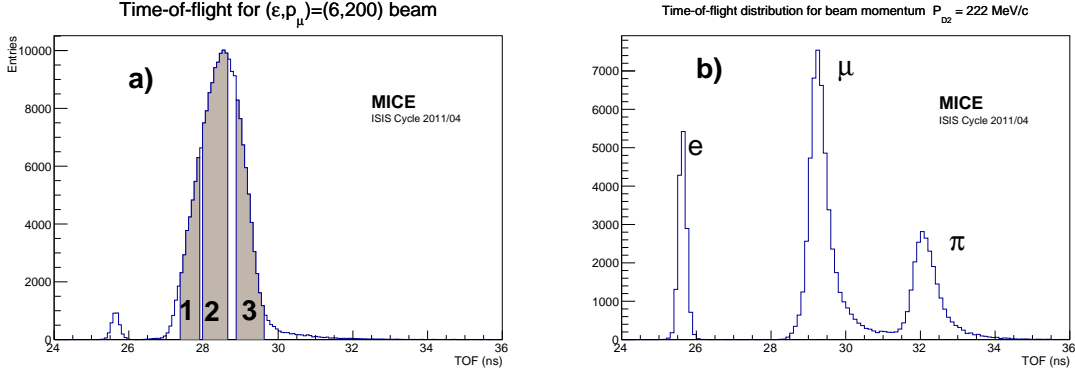 Time-of-flight for (ε,pμ)=(6,200) beam
Entries
10000
8000
6000
4000
2000
0
a)
MICE
ISIS Cycle 2011/04
1 2 3
24 26 28 30 32 34 36
TOF (ns)
Time-of-flight distribution for beam momentum P_D2 = 222 MeV/c
7000
6000
5000
4000
3000
2000
1000
0
b)
μ
MICE
ISIS Cycle 2011/04
e
π
24 26 28 30 32 34 36
TOF (ns)